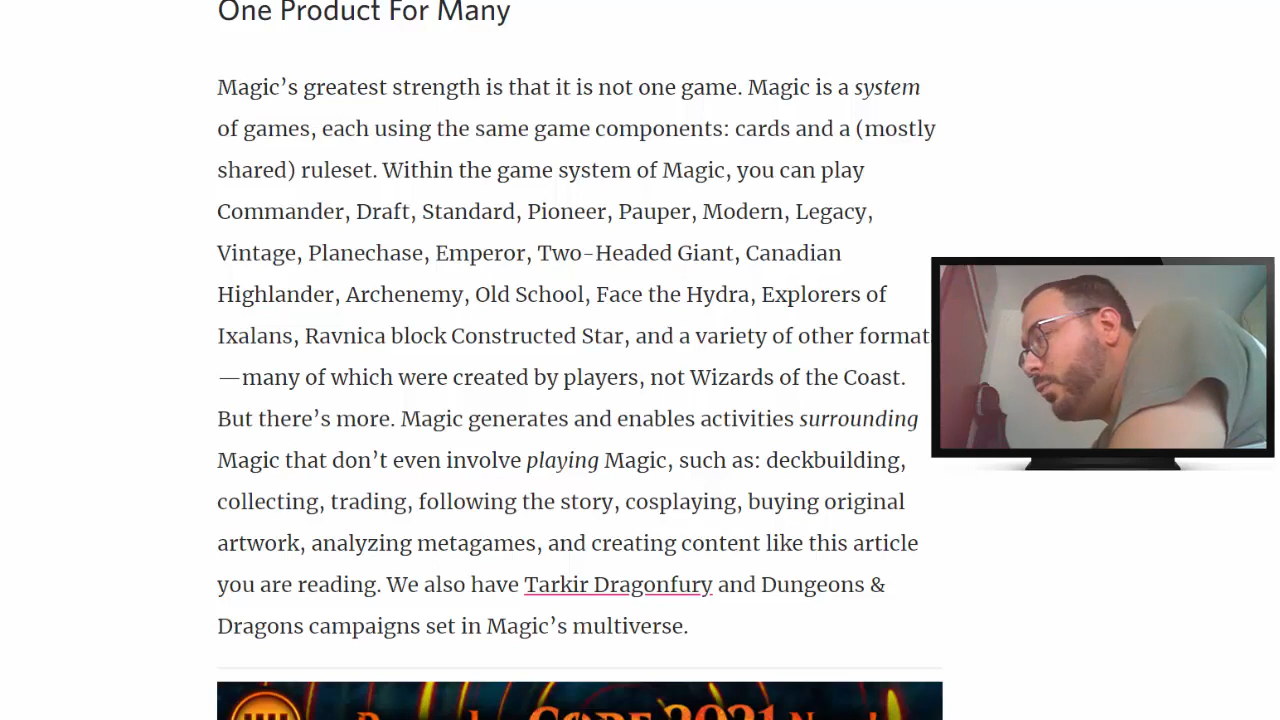 One Product For Many
Magic’s greatest strength is that it is not one game. Magic is a system
of games, each using the same game components: cards and a (mostly
shared) ruleset. Within the game system of Magic, you can play
Commander, Draft, Standard, Pioneer, Pauper, Modern, Legacy,
Vintage, Planechase, Emperor, Two-Headed Giant, Canadian
Highlander, Archenemy, Old School, Face the Hydra, Explorers of
Ixalans, Ravnica block Constructed Star, and a variety of other formats
—many of which were created by players, not Wizards of the Coast.
But there’s more. Magic generates and enables activities surrounding
Magic that don’t even involve playing Magic, such as: deckbuilding,
collecting, trading, following the story, cosplaying, buying original
artwork, analyzing metagames, and creating content like this article
you are reading. We also have Tarkir Dragonfury and Dungeons &
Dragons campaigns set in Magic’s multiverse.
CORE 2021